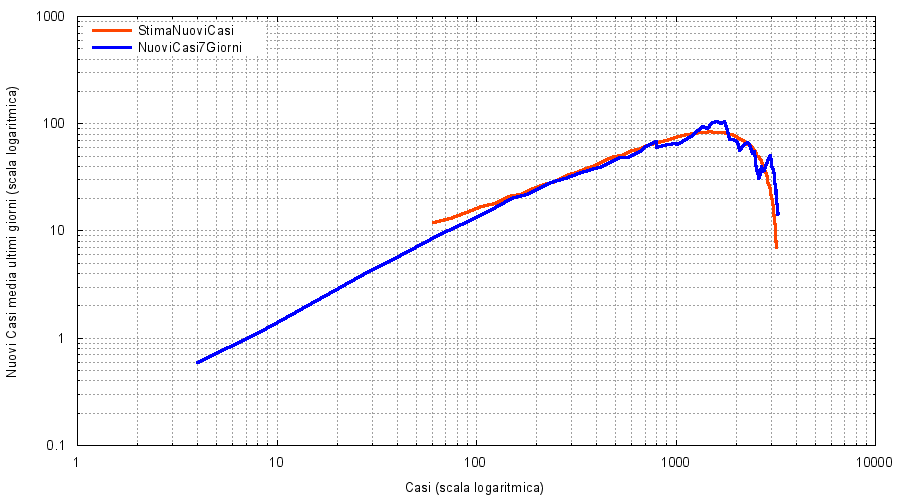 1000
StimaNuoviCasi
NuoviCasi7Giorni
100
10
1
0.1
Nuovi Casi media ultimi giorni (scala logaritmica)
1 10 100 1000 10000
Casi (scala logaritmica)